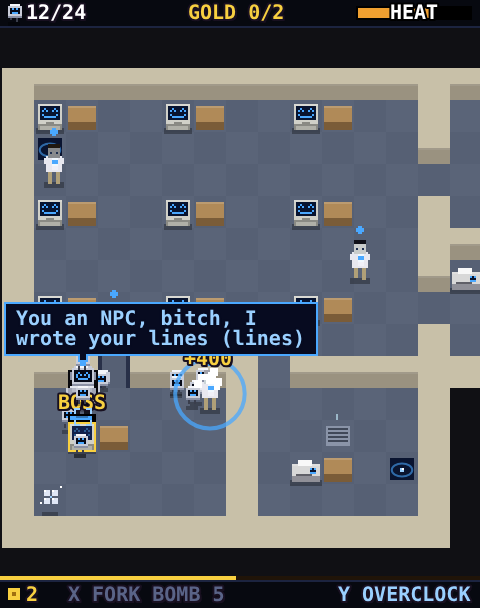 12/24 GOLD 0/2 HEAT
You an NPC, bitch, I
wrote your lines (lines)
+400
BOSS
2 X FORK BOMB 5 Y OVERCLOCK